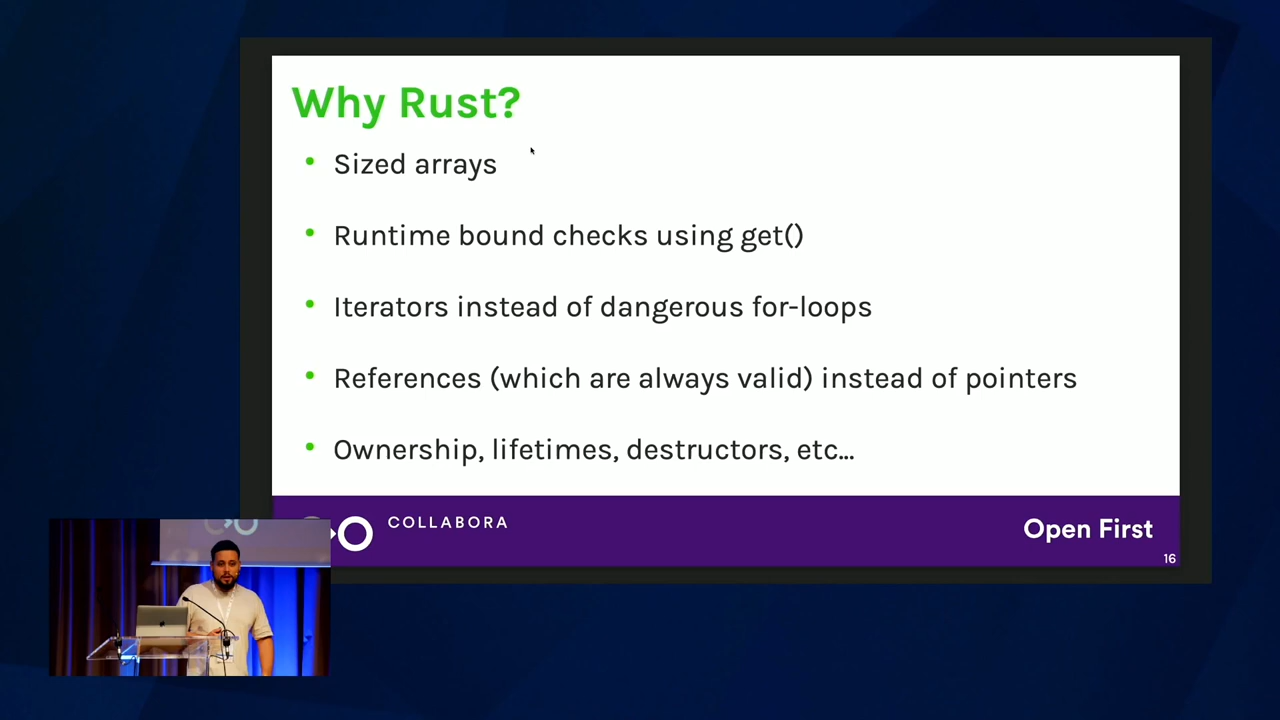 Why Rust?
• Sized arrays
• Runtime bound checks using get()
• Iterators instead of dangerous for-loops
• References (which are always valid) instead of pointers
• Ownership, lifetimes, destructors, etc...
COLLABORA
Open First
16